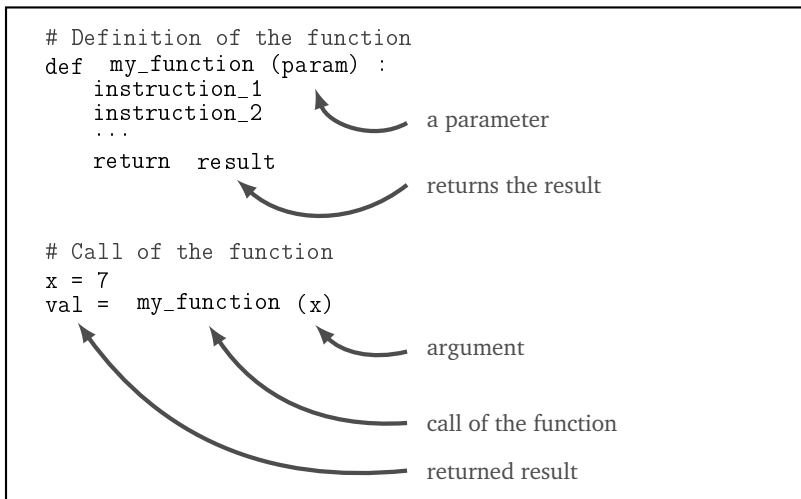 # Definition of the function
def my_function (param) :
instruction_1
instruction_2
...
return result
a parameter
returns the result
# Call of the function
x = 7
val = my_function (x)
argument
call of the function
returned result